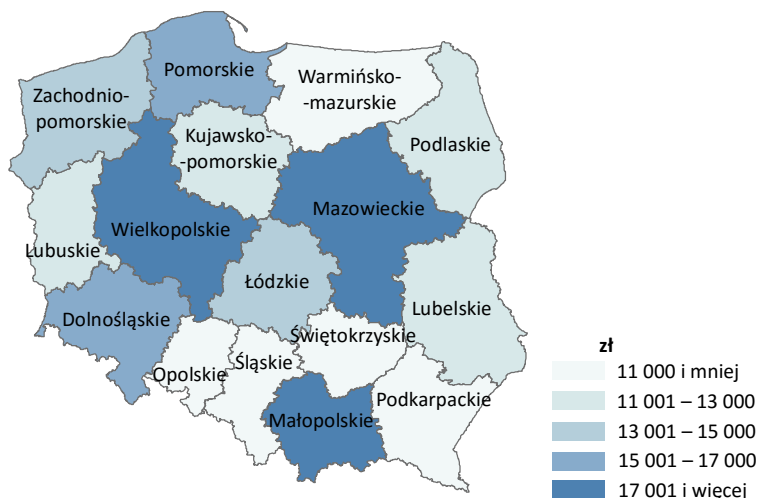 Pomorskie
Warmińsko-
mazurskie
Zachodnio-
pomorskie
Kujawsko-
-pomorskie
Podlaskie
Wielkopolskie
Mazowieckie
Lubuskie
Łódzkie
Lubelskie
Dolnośląskie
Świętokrzyskie
Opolskie
Śląskie
Podkarpackie
Małopolskie
zł
11 000 i mniej
11 001 – 13 000
13 001 – 15 000
15 001 – 17 000
17 001 i więcej